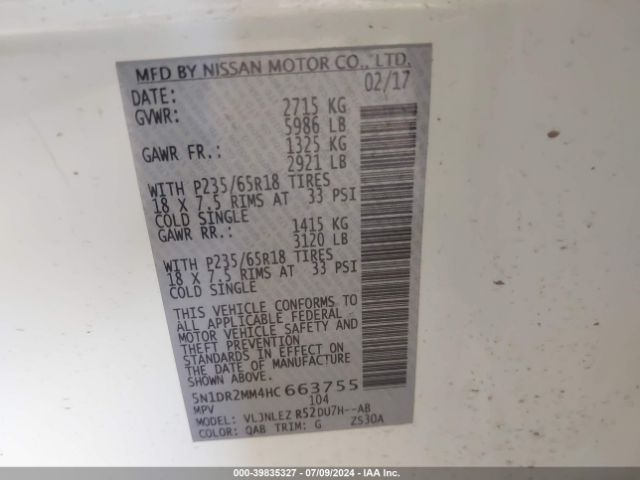 MFD BY NISSAN MOTOR CO., LTD.
DATE: 02/17
GVWR: 2715 KG
5986 LB
GAWR FR.: 1325 KG
2921 LB
WITH P235/65R18 TIRES
18 X 7.5 RIMS AT 33 PSI
COLD SINGLE
GAWR RR.: 1415 KG
3120 LB
WITH P235/65R18 TIRES
18 X 7.5 RIMS AT 33 PSI
COLD SINGLE
THIS VEHICLE CONFORMS TO
ALL APPLICABLE FEDERAL
MOTOR VEHICLE SAFETY AND
THEFT PREVENTION
STANDARDS IN EFFECT ON
THE DATE OF MANUFACTURE
SHOWN ABOVE.
5N1DR2MM4HC663755
MPV 104
MODEL: VLJNLEZ R52DU7H--AB
COLOR: QAB TRIM: G ZS30A
000-39835327 - 07/09/2024 - IAA Inc.